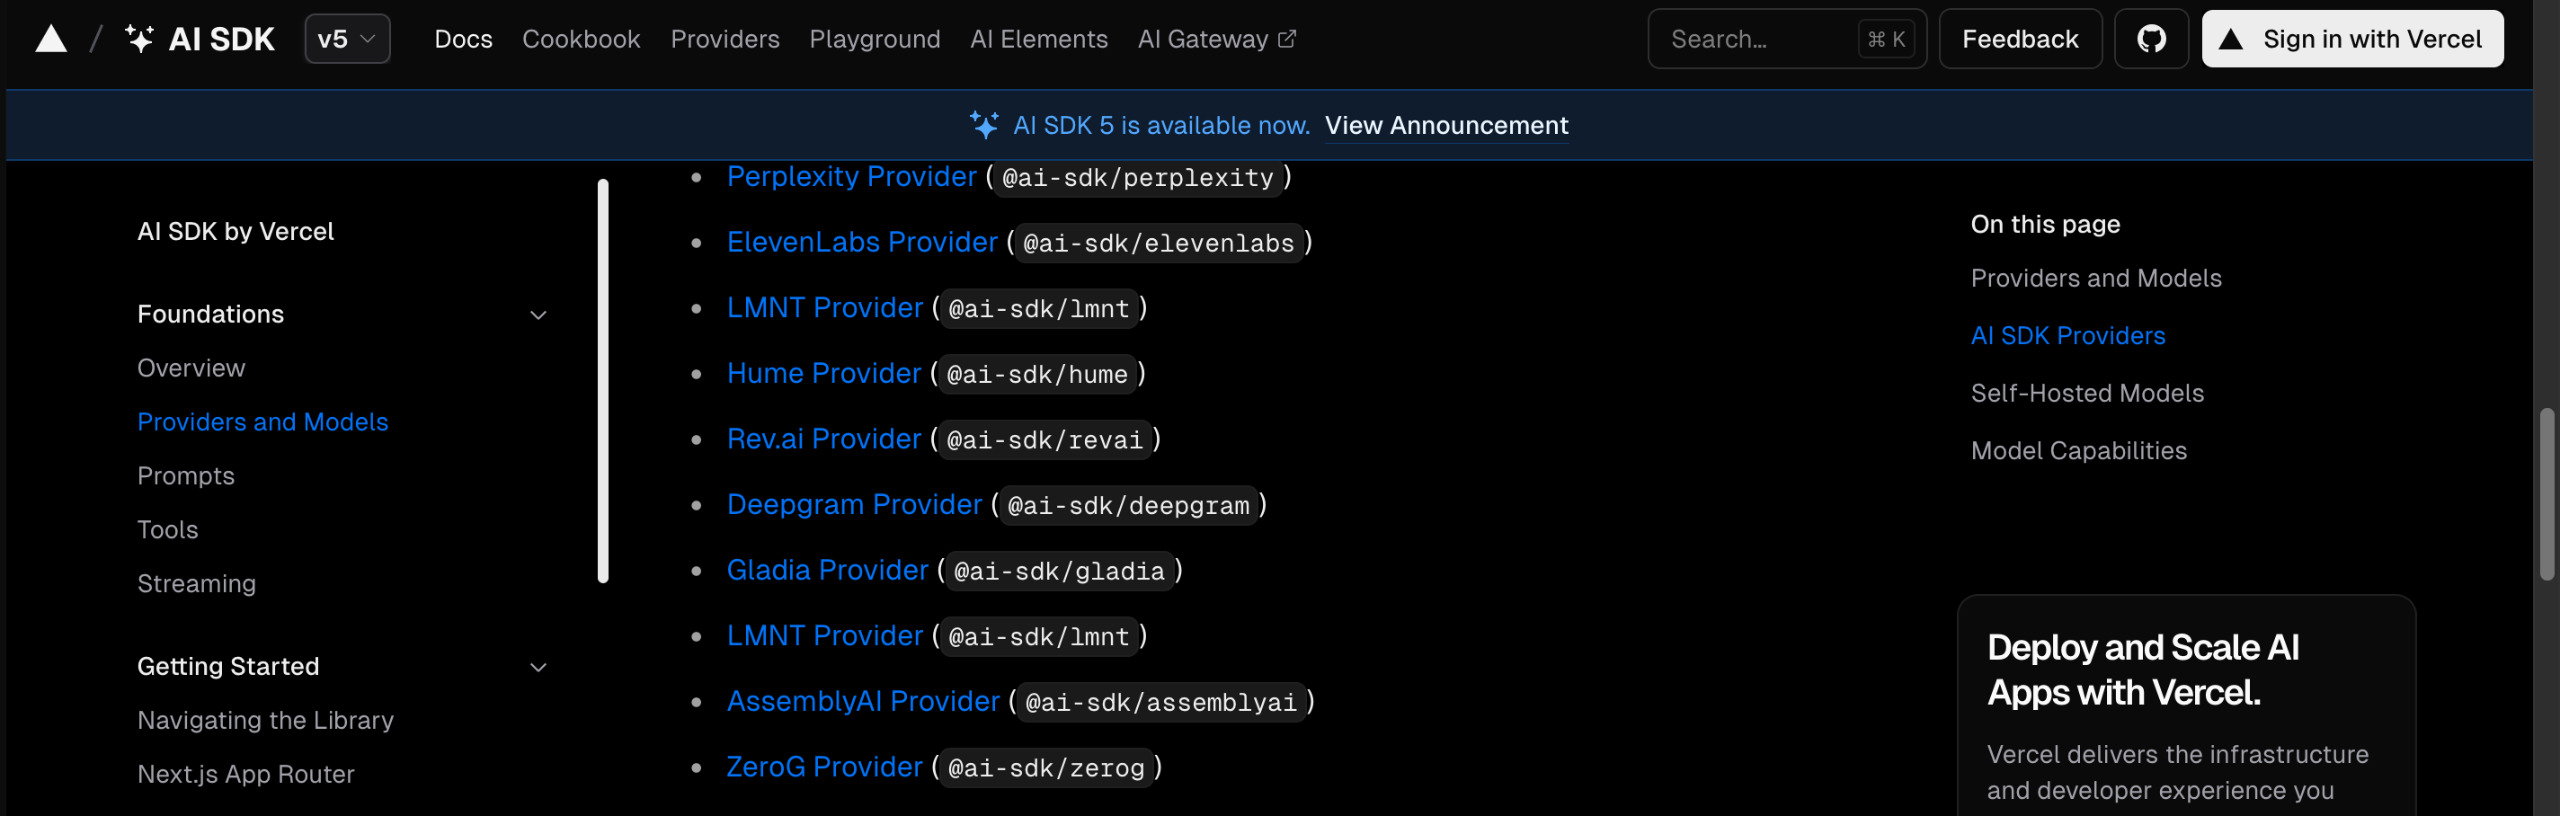 / AI SDK v5 Docs Cookbook Providers Playground AI Elements AI Gateway Search... ⌘ K Feedback Sign in with Vercel
AI SDK 5 is available now. View Announcement
AI SDK by Vercel
Foundations
Overview
Providers and Models
Prompts
Tools
Streaming
Getting Started
Navigating the Library
Next.js App Router
• Perplexity Provider (@ai-sdk/perplexity)
• ElevenLabs Provider (@ai-sdk/elevenlabs)
• LMNT Provider (@ai-sdk/lmnt)
• Hume Provider (@ai-sdk/hume)
• Rev.ai Provider (@ai-sdk/revai)
• Deepgram Provider (@ai-sdk/deepgram)
• Gladia Provider (@ai-sdk/gladia)
• LMNT Provider (@ai-sdk/lmnt)
• AssemblyAI Provider (@ai-sdk/assemblyai)
• ZeroG Provider (@ai-sdk/zerog)
On this page
Providers and Models
AI SDK Providers
Self-Hosted Models
Model Capabilities
Deploy and Scale AI
Apps with Vercel.
Vercel delivers the infrastructure
and developer experience you